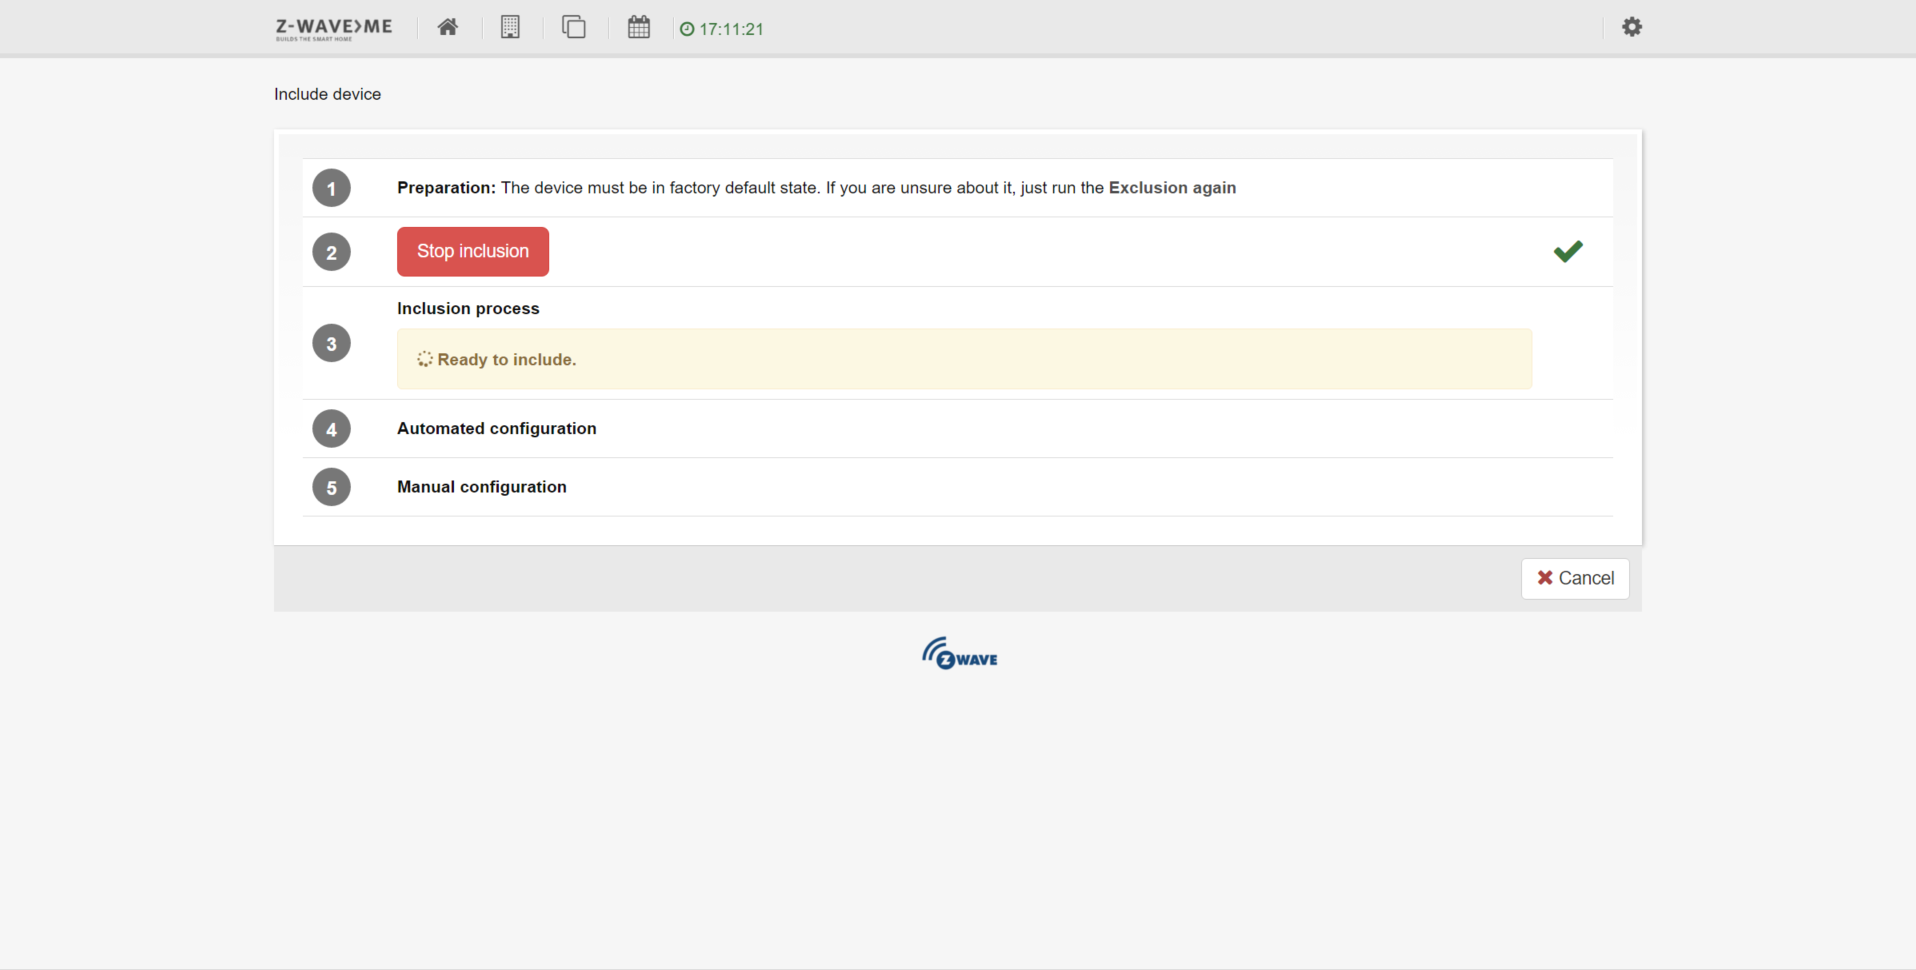 Z-WAVE>ME
BUILDS THE SMART HOME
17:11:21
Include device
1
Preparation: The device must be in factory default state. If you are unsure about it, just run the Exclusion again
2
Stop inclusion
Inclusion process
3
Ready to include.
4
Automated configuration
5
Manual configuration
Cancel
Z WAVE